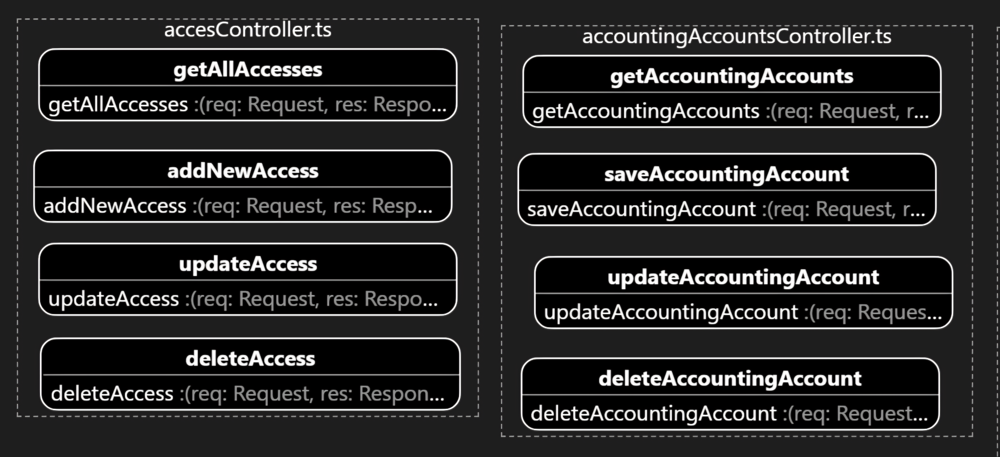 accesController.ts
getAllAccesses
getAllAccesses :(req: Request, res: Respo...
addNewAccess
addNewAccess :(req: Request, res: Resp...
updateAccess
updateAccess :(req: Request, res: Respo...
deleteAccess
deleteAccess :(req: Request, res: Respon...
accountingAccountsController.ts
getAccountingAccounts
getAccountingAccounts :(req: Request, r...
saveAccountingAccount
saveAccountingAccount :(req: Request, r...
updateAccountingAccount
updateAccountingAccount :(req: Reques...
deleteAccountingAccount
deleteAccountingAccount :(req: Request...